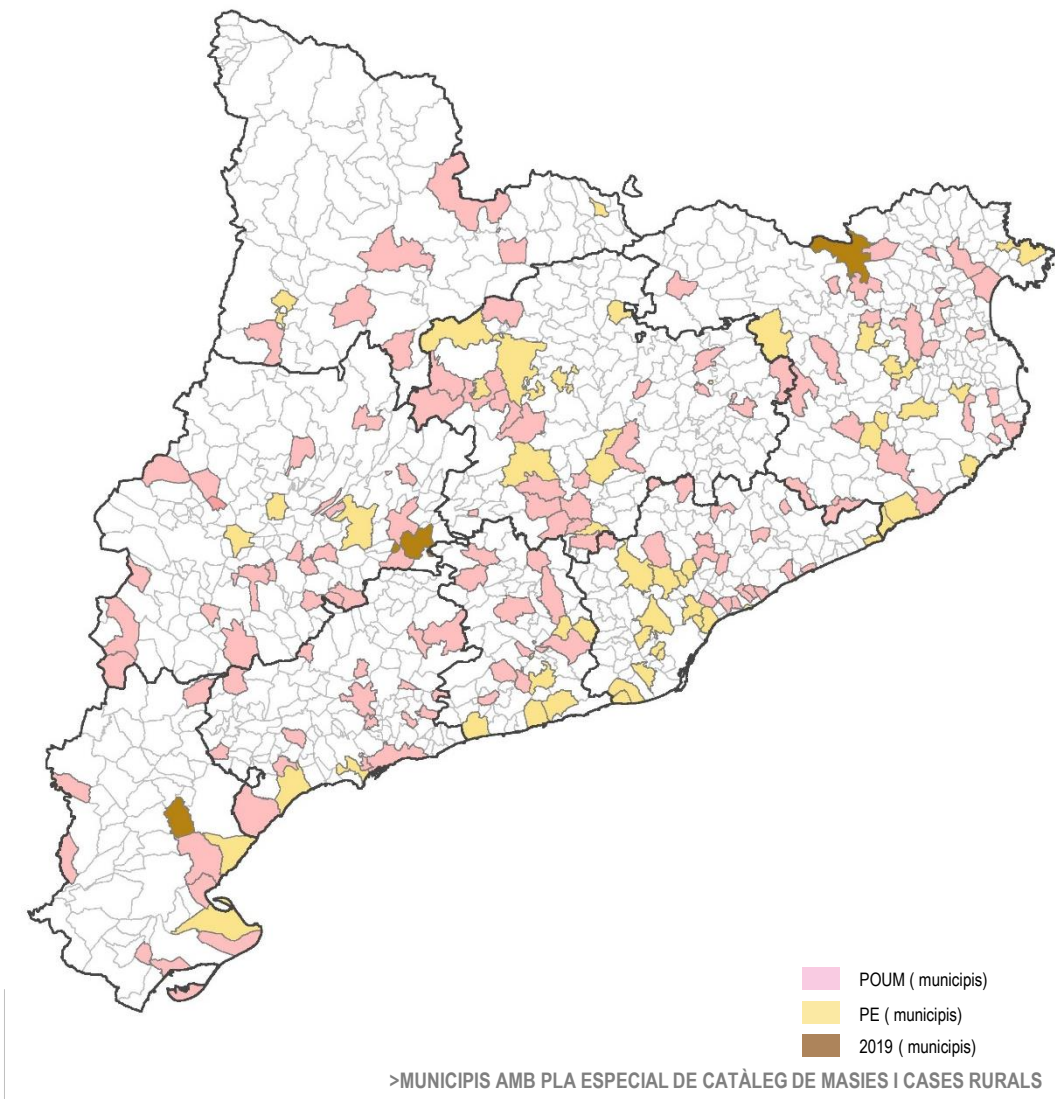 POUM ( municipis)
PE ( municipis)
2019 ( municipis)
>MUNICIPIS AMB PLA ESPECIAL DE CATÀLEG DE MASIES I CASES RURALS